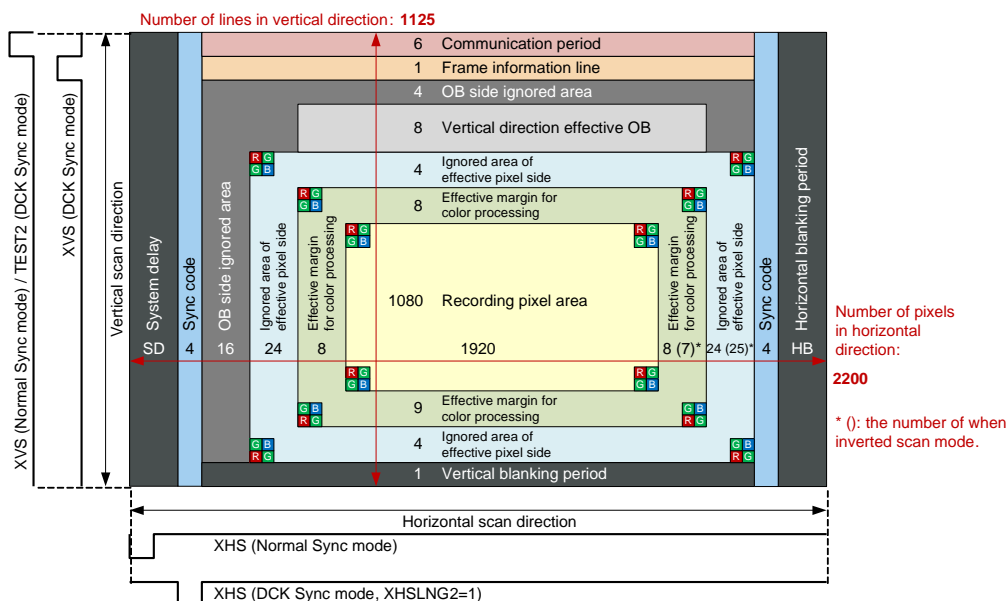 Number of lines in vertical direction: 1125
6 Communication period
1 Frame information line
4 OB side ignored area
8 Vertical direction effective OB
4 Ignored area of
effective pixel side
8 Effective margin for
color processing
1080 Recording pixel area
1920
9 Effective margin for
color processing
4 Ignored area of
effective pixel side
1 Vertical blanking period
XVS (Normal Sync mode) / TEST2 (DCK Sync mode)
XVS (DCK Sync mode)
Vertical scan direction
System delay
SD
Sync code
4
OB side ignored area
16
Ignored area of
effective pixel side
24
Effective margin
for color processing
8
Effective margin
for color processing
8 (7)*
Ignored area of
effective pixel side
24 (25)*
Sync code
4
Horizontal blanking period
HB
R G
G B
R G
G B
R G
G B
R G
G B
R G
G B
R G
G B
R G
G B
R G
G B
G B
R G
G B
R G
G B
R G
G B
R G
Number of pixels
in horizontal
direction:
2200
* (): the number of when
inverted scan mode.
Horizontal scan direction
XHS (Normal Sync mode)
XHS (DCK Sync mode, XHSLNG2=1)